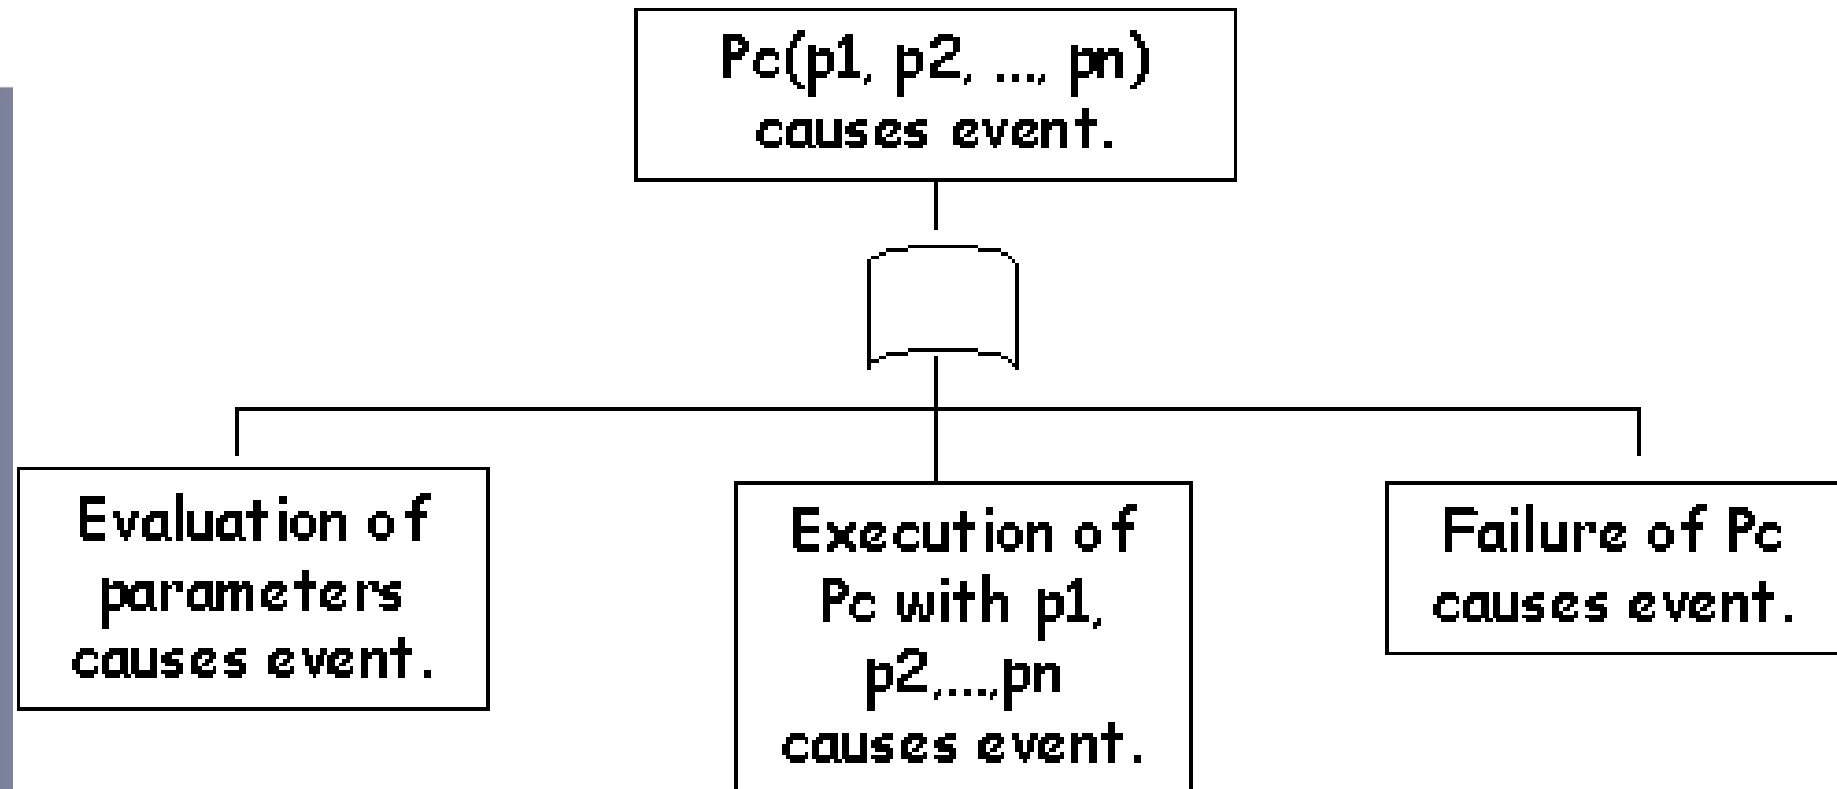 Pc(p1, p2, ..., pn)
causes event.
Evaluation of
parameters
causes event.
Execution of
Pc with p1,
p2,...,pn
causes event.
Failure of Pc
causes event.